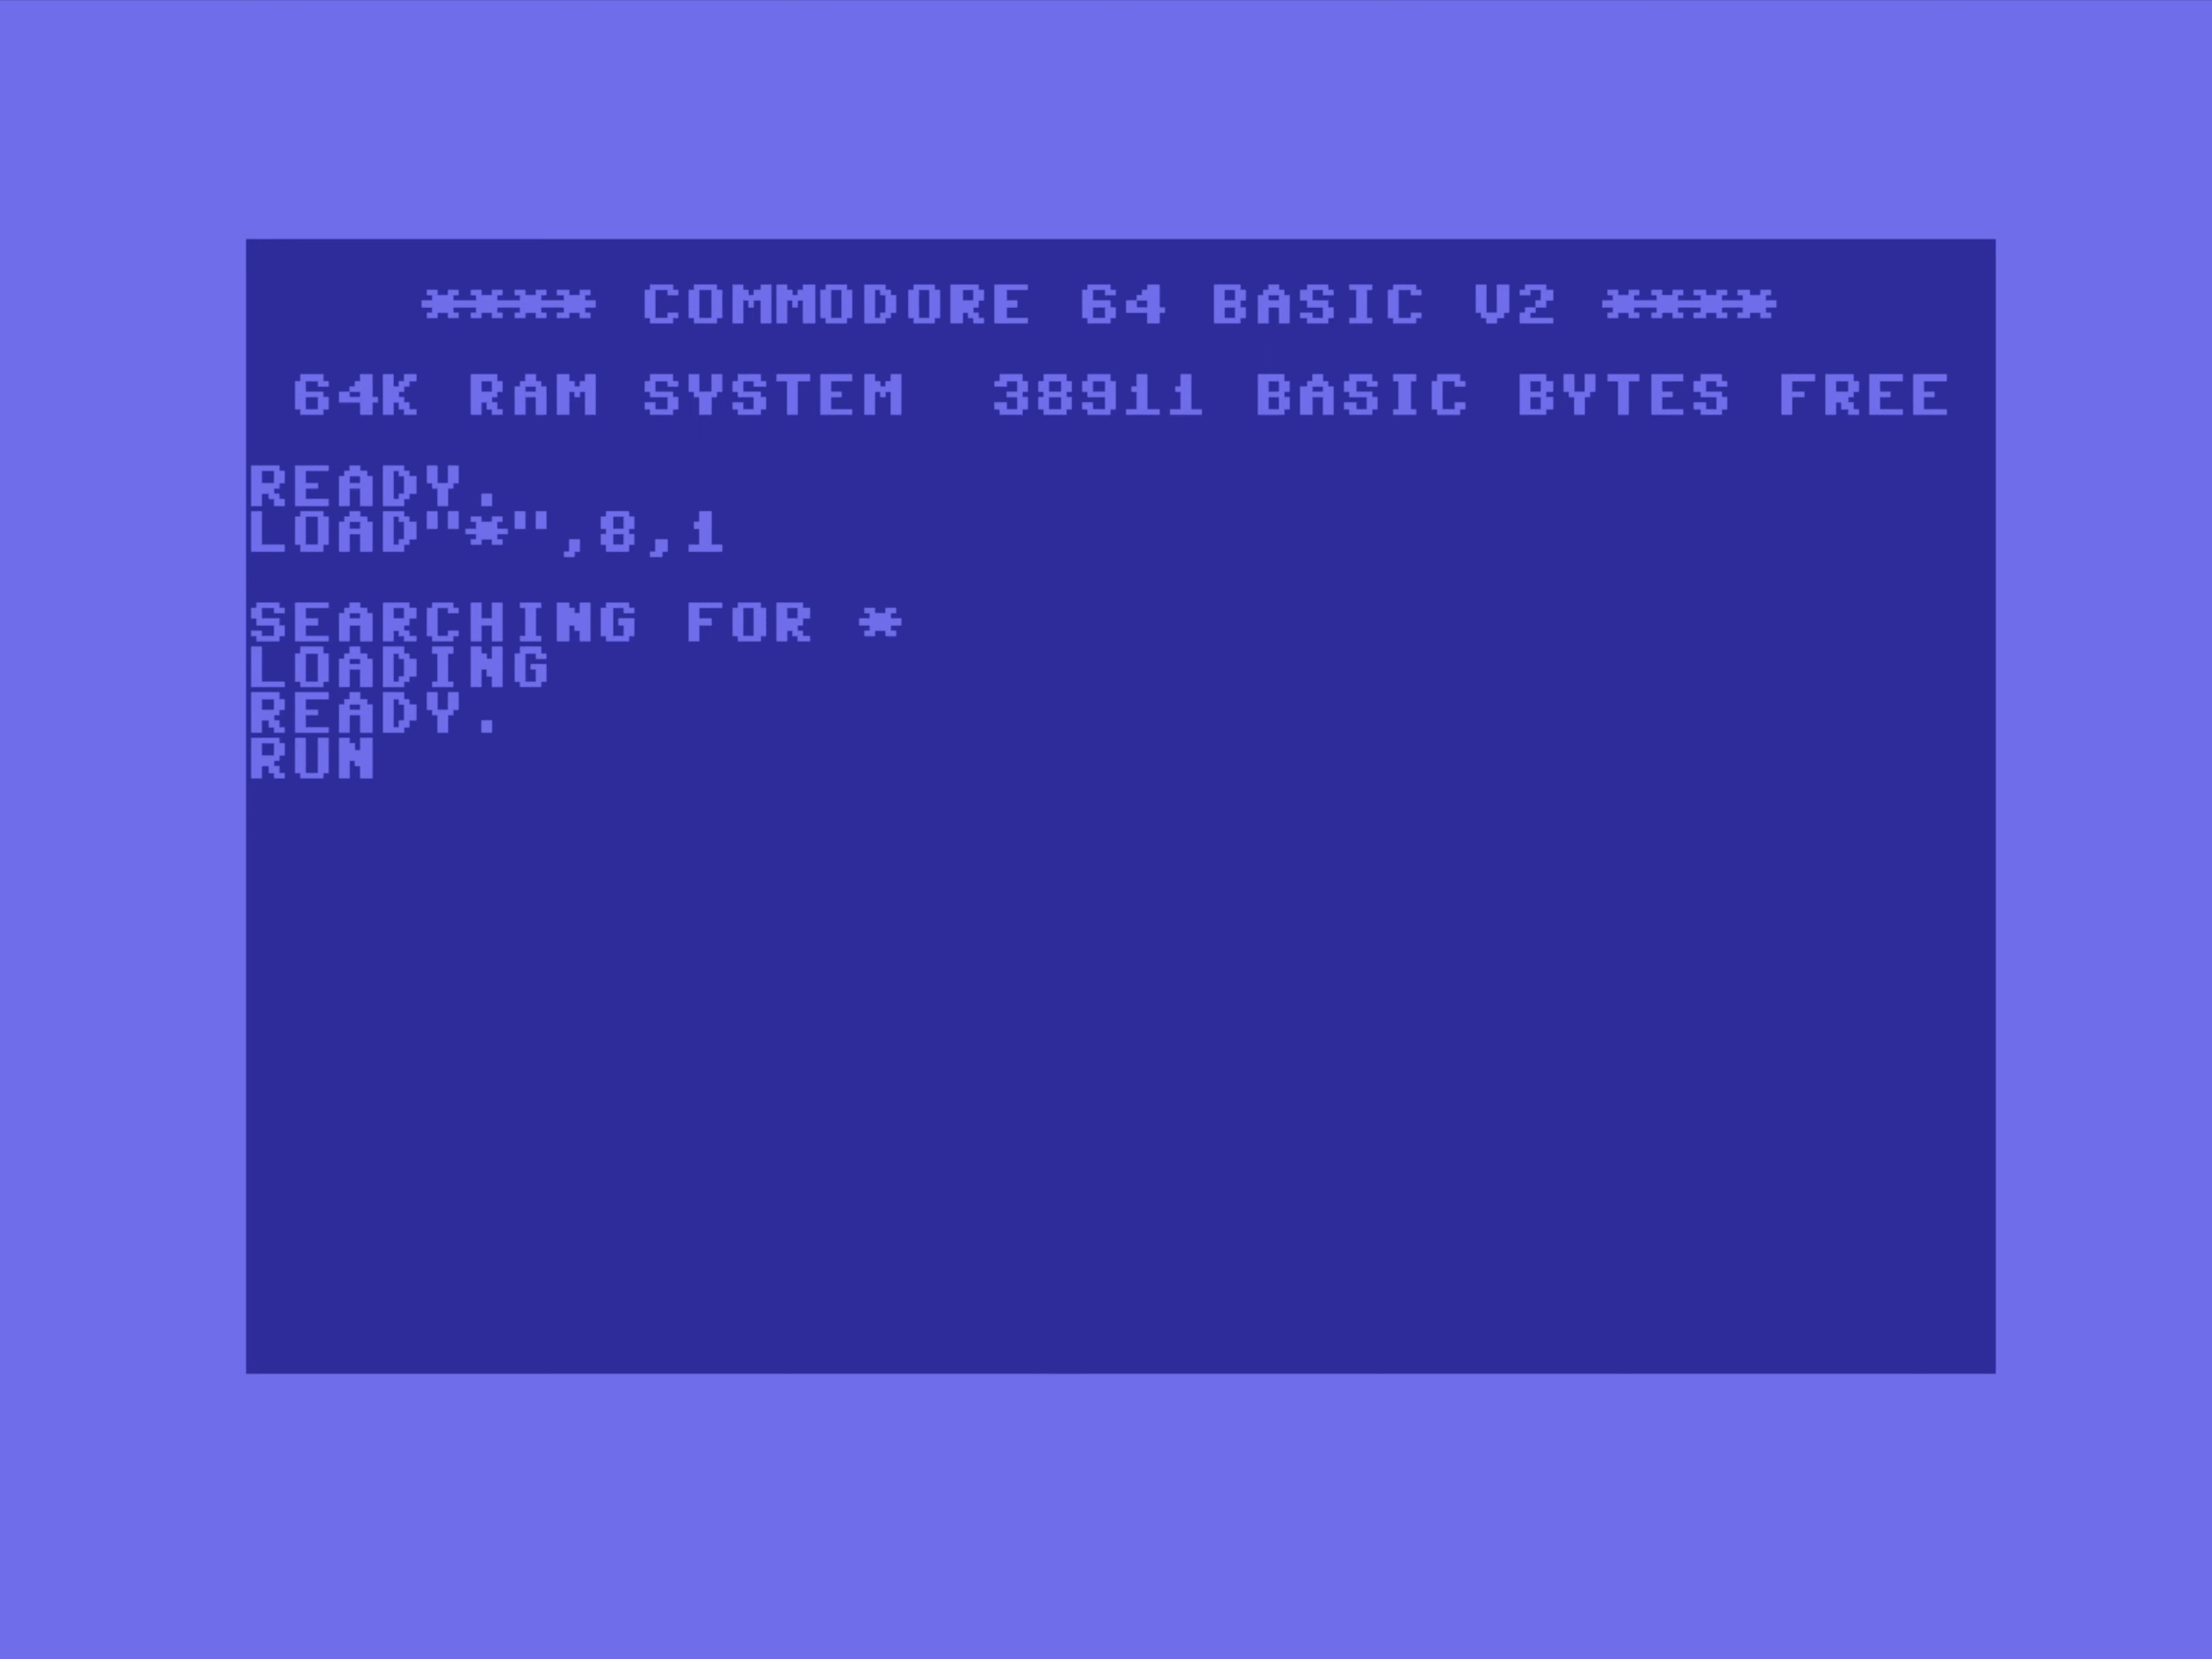 **** COMMODORE 64 BASIC V2 ****
64K RAM SYSTEM  38911 BASIC BYTES FREE
READY.
LOAD"*",8,1
SEARCHING FOR *
LOADING
READY.
RUN